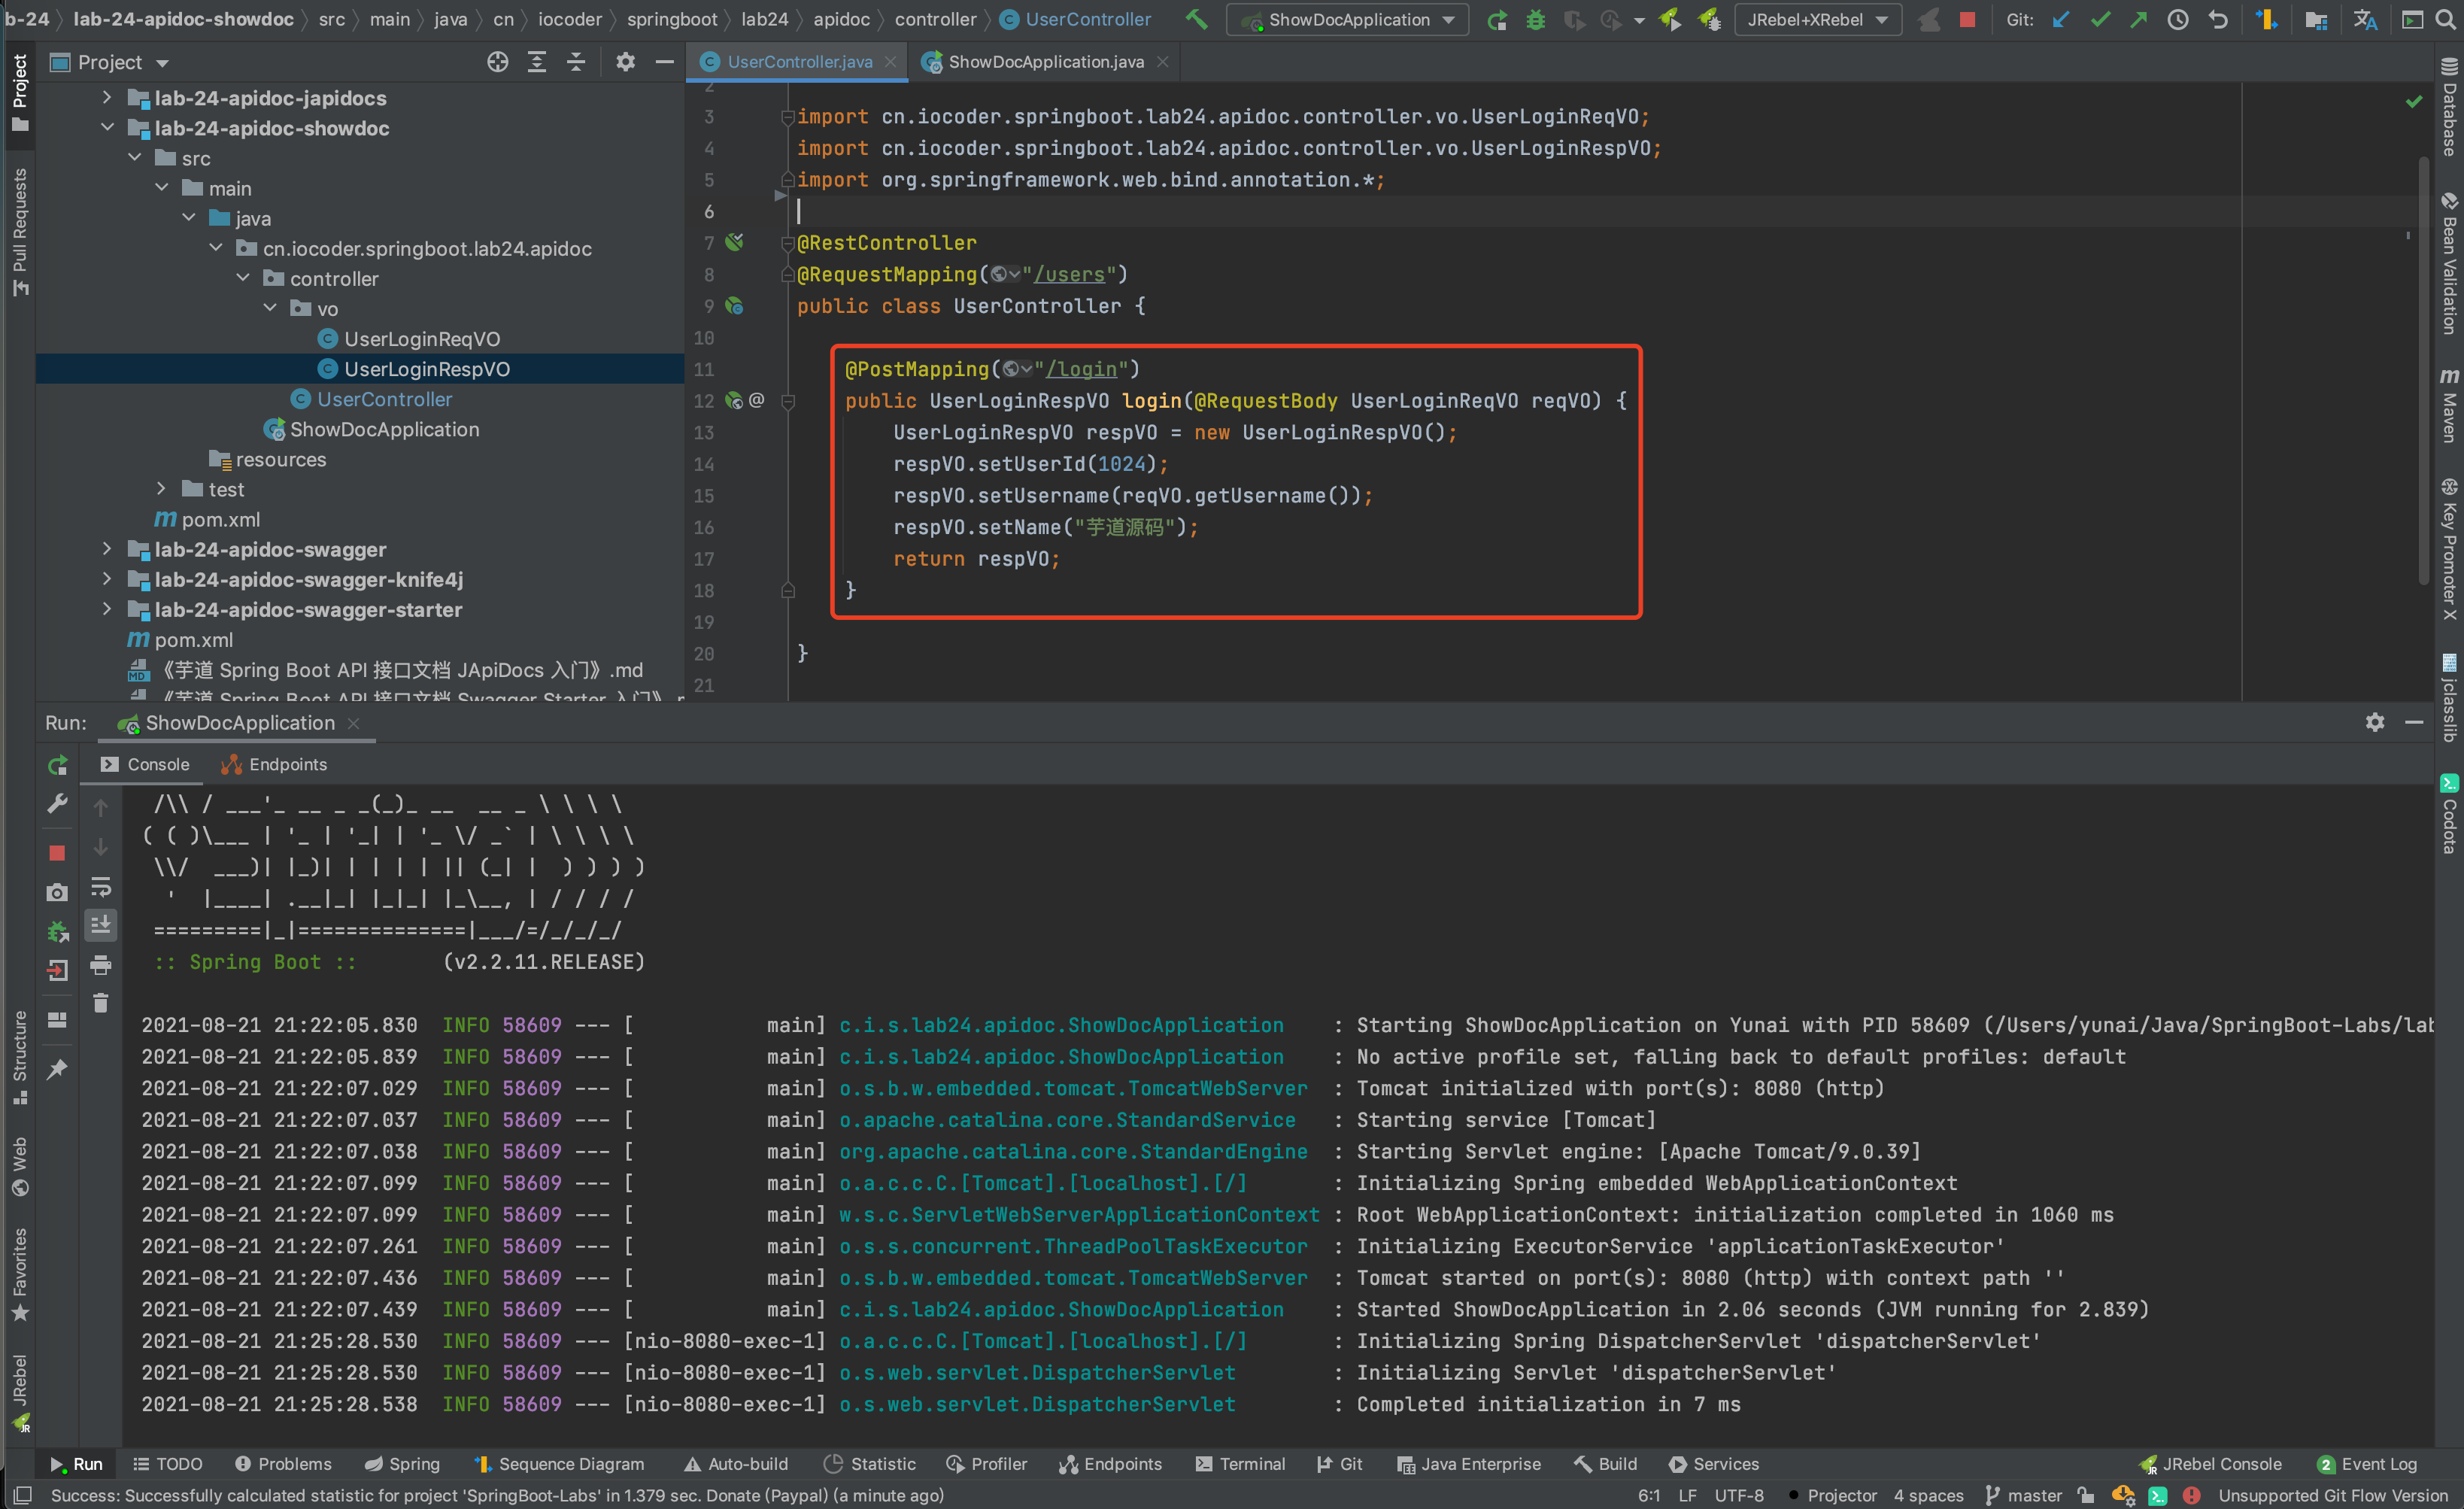 b-24 lab-24-apidoc-showdoc src main java cn iocoder springboot lab24 apidoc controller UserController ShowDocApplication JRebel+XRebel Git:
Project
UserController.java ShowDocApplication.java
Project
Pull Requests
Structure
Web
Favorites
JRebel
lab-24-apidoc-japidocs
lab-24-apidoc-showdoc
src
main
java
cn.iocoder.springboot.lab24.apidoc
controller
vo
UserLoginReqVO
UserLoginRespVO
UserController
ShowDocApplication
resources
test
pom.xml
lab-24-apidoc-swagger
lab-24-apidoc-swagger-knife4j
lab-24-apidoc-swagger-starter
pom.xml
《芋道 Spring Boot API 接口文档 JApiDocs 入门》.md
《芋道 Spring Boot API 接口文档 Swagger Starter 入门》.
2
3 import cn.iocoder.springboot.lab24.apidoc.controller.vo.UserLoginReqVO;
4 import cn.iocoder.springboot.lab24.apidoc.controller.vo.UserLoginRespVO;
5 import org.springframework.web.bind.annotation.*;
6
7 @RestController
8 @RequestMapping("/users")
9 public class UserController {
10
11 @PostMapping("/login")
12 @ public UserLoginRespVO login(@RequestBody UserLoginReqVO reqVO) {
13 UserLoginRespVO respVO = new UserLoginRespVO();
14 respVO.setUserId(1024);
15 respVO.setUsername(reqVO.getUsername());
16 respVO.setName("芋道源码");
17 return respVO;
18 }
19
20 }
21
Database
Bean Validation
Maven
Key Promoter X
jclasslib
Codota
Run: ShowDocApplication
Console Endpoints
 /\\ / ___'_ __ _ _(_)_ __  __ _ \ \ \ \
( ( )\___ | '_ | '_| | '_ \/ _` | \ \ \ \
 \\/  ___)| |_)| | | | | || (_| |  ) ) ) )
  '  |____| .__|_| |_|_| |_\__, | / / / /
 =========|_|==============|___/=/_/_/_/
 :: Spring Boot ::       (v2.2.11.RELEASE)
2021-08-21 21:22:05.830  INFO 58609 --- [           main] c.i.s.lab24.apidoc.ShowDocApplication    : Starting ShowDocApplication on Yunai with PID 58609 (/Users/yunai/Java/SpringBoot-Labs/lab
2021-08-21 21:22:05.839  INFO 58609 --- [           main] c.i.s.lab24.apidoc.ShowDocApplication    : No active profile set, falling back to default profiles: default
2021-08-21 21:22:07.029  INFO 58609 --- [           main] o.s.b.w.embedded.tomcat.TomcatWebServer  : Tomcat initialized with port(s): 8080 (http)
2021-08-21 21:22:07.037  INFO 58609 --- [           main] o.apache.catalina.core.StandardService   : Starting service [Tomcat]
2021-08-21 21:22:07.038  INFO 58609 --- [           main] org.apache.catalina.core.StandardEngine  : Starting Servlet engine: [Apache Tomcat/9.0.39]
2021-08-21 21:22:07.099  INFO 58609 --- [           main] o.a.c.c.C.[Tomcat].[localhost].[/]       : Initializing Spring embedded WebApplicationContext
2021-08-21 21:22:07.099  INFO 58609 --- [           main] w.s.c.ServletWebServerApplicationContext : Root WebApplicationContext: initialization completed in 1060 ms
2021-08-21 21:22:07.261  INFO 58609 --- [           main] o.s.s.concurrent.ThreadPoolTaskExecutor  : Initializing ExecutorService 'applicationTaskExecutor'
2021-08-21 21:22:07.436  INFO 58609 --- [           main] o.s.b.w.embedded.tomcat.TomcatWebServer  : Tomcat started on port(s): 8080 (http) with context path ''
2021-08-21 21:22:07.439  INFO 58609 --- [           main] c.i.s.lab24.apidoc.ShowDocApplication    : Started ShowDocApplication in 2.06 seconds (JVM running for 2.839)
2021-08-21 21:25:28.530  INFO 58609 --- [nio-8080-exec-1] o.a.c.c.C.[Tomcat].[localhost].[/]       : Initializing Spring DispatcherServlet 'dispatcherServlet'
2021-08-21 21:25:28.530  INFO 58609 --- [nio-8080-exec-1] o.s.web.servlet.DispatcherServlet        : Initializing Servlet 'dispatcherServlet'
2021-08-21 21:25:28.538  INFO 58609 --- [nio-8080-exec-1] o.s.web.servlet.DispatcherServlet        : Completed initialization in 7 ms
Run TODO Problems Spring Sequence Diagram Auto-build Statistic Profiler Endpoints Terminal Git Java Enterprise Build Services JRebel Console 2 Event Log
Success: Successfully calculated statistic for project 'SpringBoot-Labs' in 1.379 sec. Donate (Paypal) (a minute ago) 6:1 LF UTF-8 Projector 4 spaces master Unsupported Git Flow Version